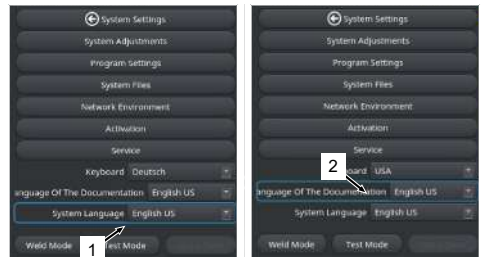 System Settings
System Adjustments
Program Settings
System Files
Network Environment
Activation
Service
Keyboard Deutsch
anguage Of The Documentation English US
System Language English US
Weld Mode
1
est Mode
System Settings
System Adjustments
Program Settings
System Files
Network Environment
Activation
Service
2
oard USA
anguage Of The Documentation English US
System Language English US
Weld Mode Test Mode